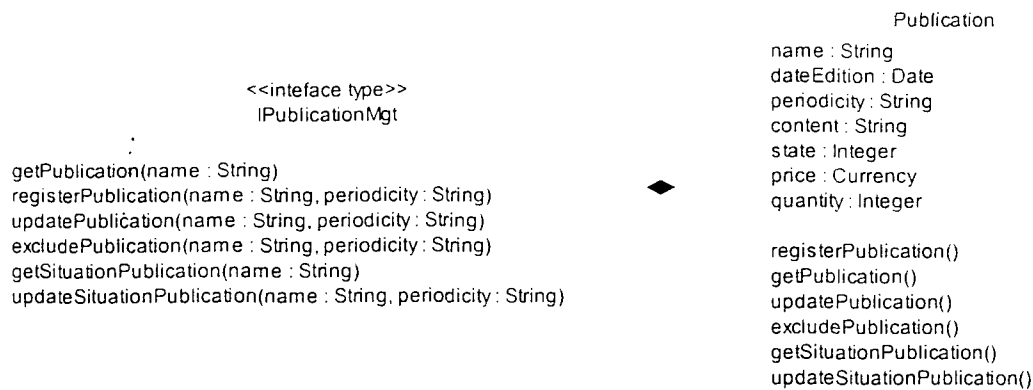 <<inteface type>>
IPublicationMgt
getPublication(name : String)
registerPublication(name : String, periodicity : String)
updatePublication(name : String, periodicity : String)
excludePublication(name : String, periodicity : String)
getSituationPublication(name : String)
updateSituationPublication(name : String, periodicity : String)
Publication
name : String
dateEdition : Date
periodicity : String
content : String
state : Integer
price : Currency
quantity : Integer
registerPublication()
getPublication()
updatePublication()
excludePublication()
getSituationPublication()
updateSituationPublication()